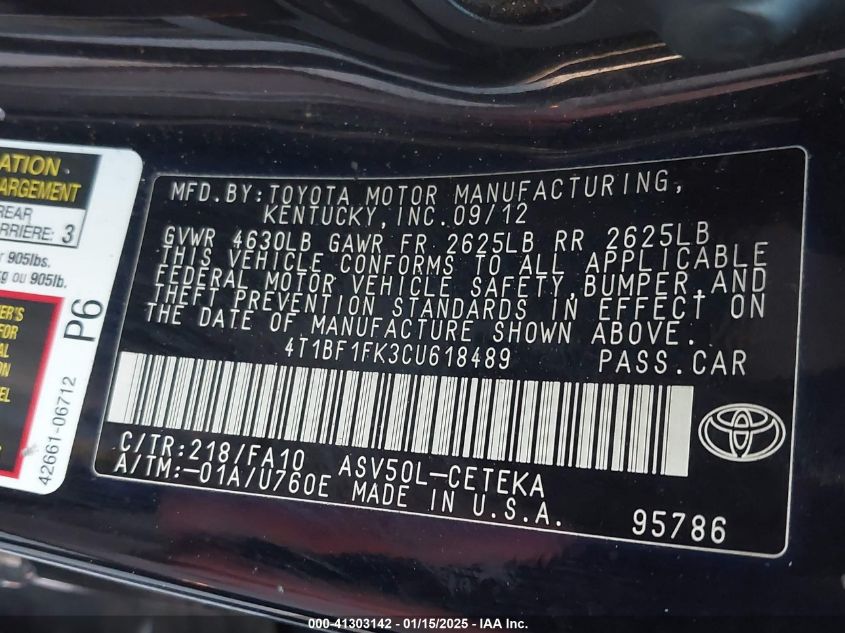 ATION
ARGEMENT
REAR
ARRIÈRE: 3
905lbs.
kg ou 905lb.
P6
42661-06712
MFD.BY:TOYOTA MOTOR MANUFACTURING,
KENTUCKY,INC.09/12
GVWR 4630LB GAWR FR 2625LB RR 2625LB
THIS VEHICLE CONFORMS TO ALL APPLICABLE
FEDERAL MOTOR VEHICLE SAFETY,BUMPER,AND
THEFT PREVENTION STANDARDS IN EFFECT ON
THE DATE OF MANUFACTURE SHOWN ABOVE.
4T1BF1FK3CU618489 PASS.CAR
C/TR:218/FA10 ASV50L-CETEKA
A/TM:-01A/U760E MADE IN U.S.A.
95786
000-41303142 - 01/15/2025 - IAA Inc.